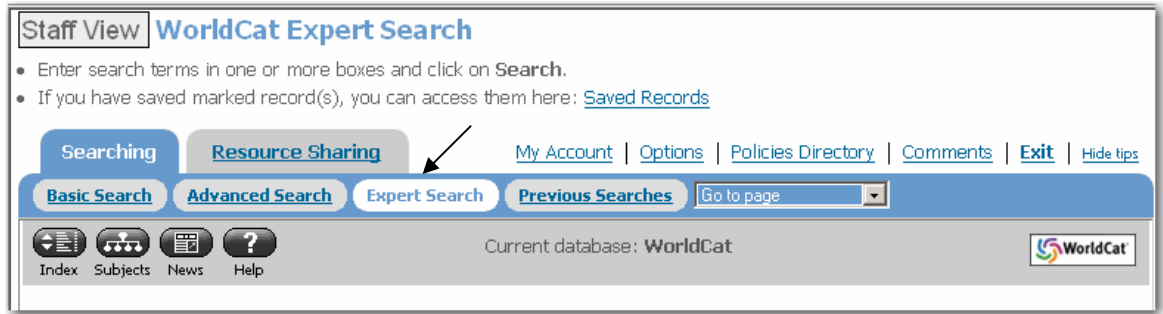 Staff View WorldCat Expert Search
• Enter search terms in one or more boxes and click on Search.
• If you have saved marked record(s), you can access them here: Saved Records
Searching Resource Sharing My Account | Options | Policies Directory | Comments | Exit | Hide tips
Basic Search Advanced Search Expert Search Previous Searches Go to page
Index Subjects News ? Help Current database: WorldCat WorldCat